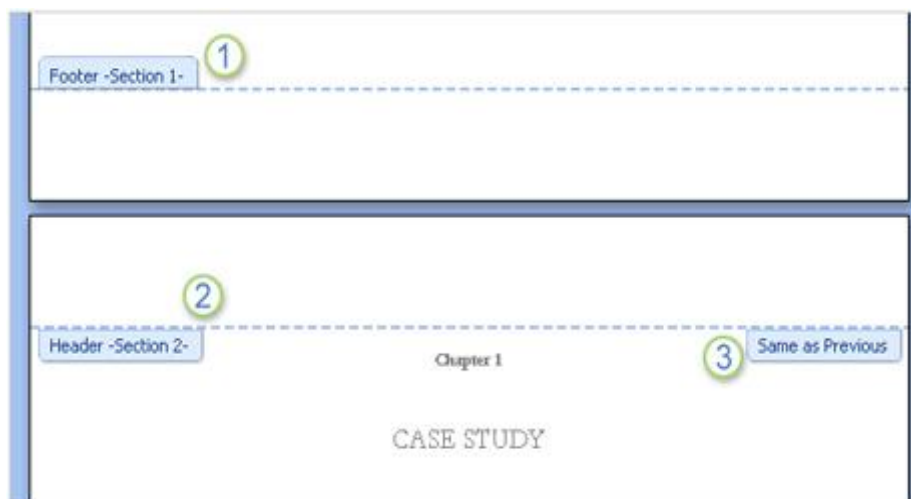 1
Footer -Section 1-
2
Header -Section 2-
3
Same as Previous
Chapter 1
CASE STUDY